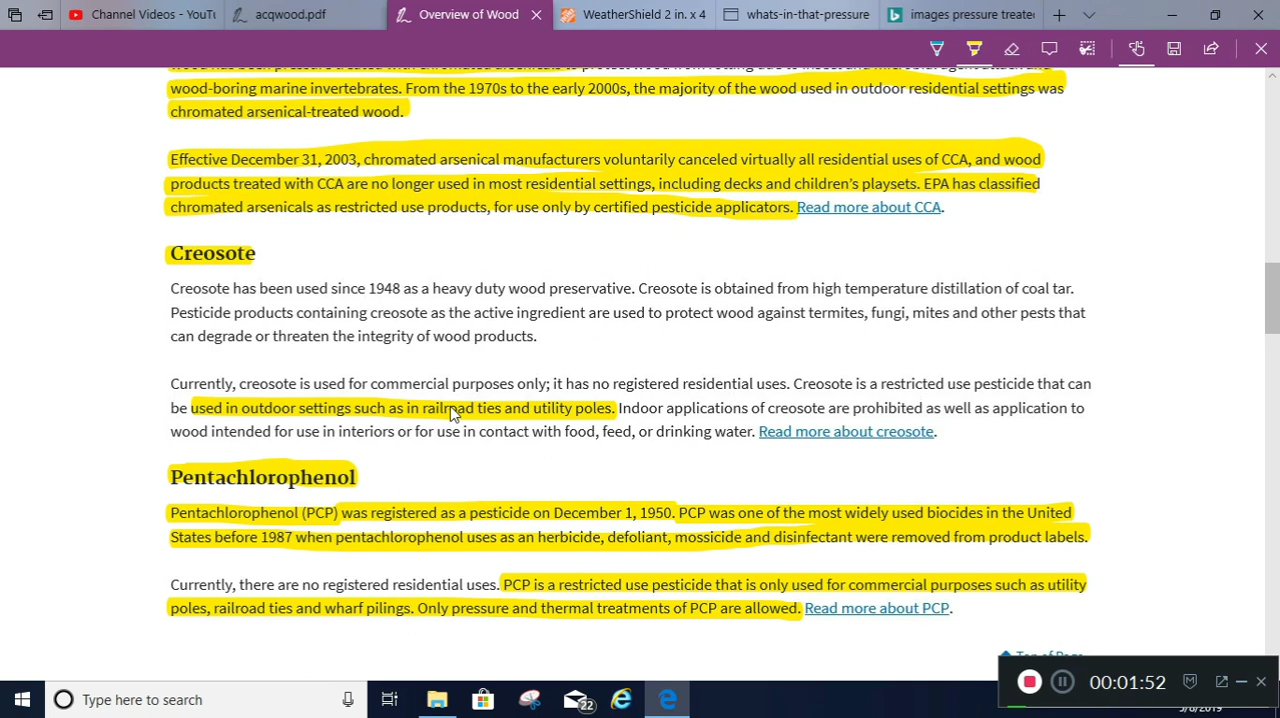 Channel Videos - YouTu
acqwood.pdf
Overview of Wood
WeatherShield 2 in. x 4
whats-in-that-pressure
images pressure treated
wood-boring marine invertebrates. From the 1970s to the early 2000s, the majority of the wood used in outdoor residential settings was
chromated arsenical-treated wood.
Effective December 31, 2003, chromated arsenical manufacturers voluntarily canceled virtually all residential uses of CCA, and wood
products treated with CCA are no longer used in most residential settings, including decks and children's playsets. EPA has classified
chromated arsenicals as restricted use products, for use only by certified pesticide applicators. Read more about CCA.
Creosote
Creosote has been used since 1948 as a heavy duty wood preservative. Creosote is obtained from high temperature distillation of coal tar.
Pesticide products containing creosote as the active ingredient are used to protect wood against termites, fungi, mites and other pests that
can degrade or threaten the integrity of wood products.
Currently, creosote is used for commercial purposes only; it has no registered residential uses. Creosote is a restricted use pesticide that can
be used in outdoor settings such as in railroad ties and utility poles. Indoor applications of creosote are prohibited as well as application to
wood intended for use in interiors or for use in contact with food, feed, or drinking water. Read more about creosote.
Pentachlorophenol
Pentachlorophenol (PCP) was registered as a pesticide on December 1, 1950. PCP was one of the most widely used biocides in the United
States before 1987 when pentachlorophenol uses as an herbicide, defoliant, mossicide and disinfectant were removed from product labels.
Currently, there are no registered residential uses. PCP is a restricted use pesticide that is only used for commercial purposes such as utility
poles, railroad ties and wharf pilings. Only pressure and thermal treatments of PCP are allowed. Read more about PCP.
Top of Page
00:01:52
Type here to search
22
5/8/2019